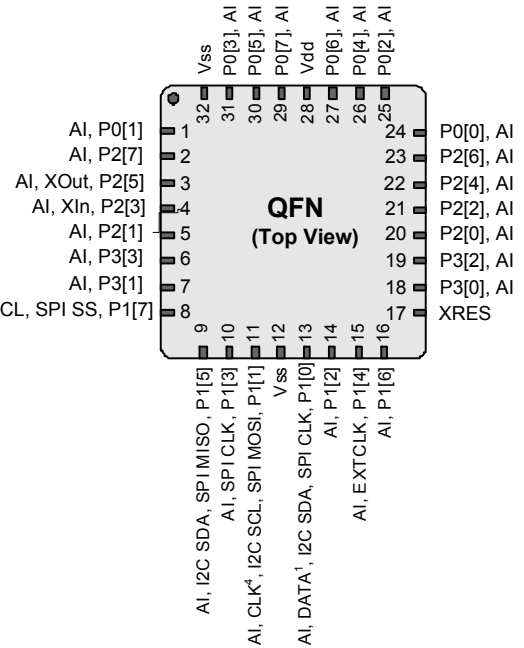 Vss
P0[3], AI
P0[5], AI
P0[7], AI
Vdd
P0[6], AI
P0[4], AI
P0[2], AI
32
31
30
29
28
27
26
25
AI, P0[1]
1
AI, P2[7]
2
AI, XOut, P2[5]
3
AI, XIn, P2[3]
4
AI, P2[1]
5
AI, P3[3]
6
AI, P3[1]
7
CL, SPI SS, P1[7]
8
QFN
(Top View)
24
P0[0], AI
23
P2[6], AI
22
P2[4], AI
21
P2[2], AI
20
P2[0], AI
19
P3[2], AI
18
P3[0], AI
17
XRES
9
10
11
12
13
14
15
16
AI, I2C SDA, SPI MISO, P1[5]
AI, SPI CLK, P1[3]
AI, CLK⁴, I2C SCL, SPI MOSI, P1[1]
Vss
AI, DATA¹, I2C SDA, SPI CLK, P1[0]
AI, P1[2]
AI, EXTCLK, P1[4]
AI, P1[6]